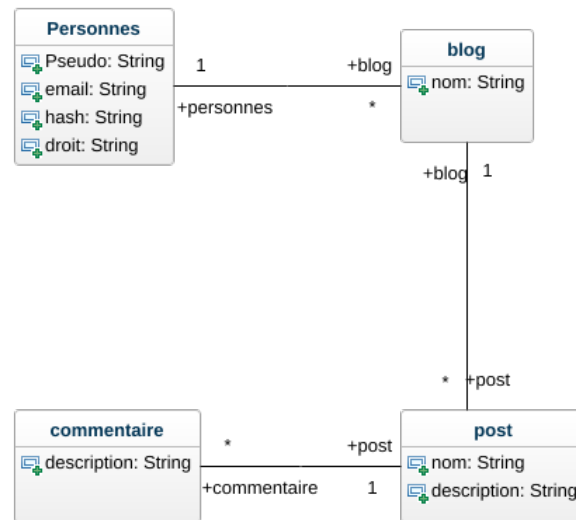 Personnes
Pseudo: String
email: String
hash: String
droit: String
1
+personnes
+blog
*
blog
nom: String
+blog
1
*
+post
commentaire
description: String
*
+commentaire
+post
1
post
nom: String
description: String